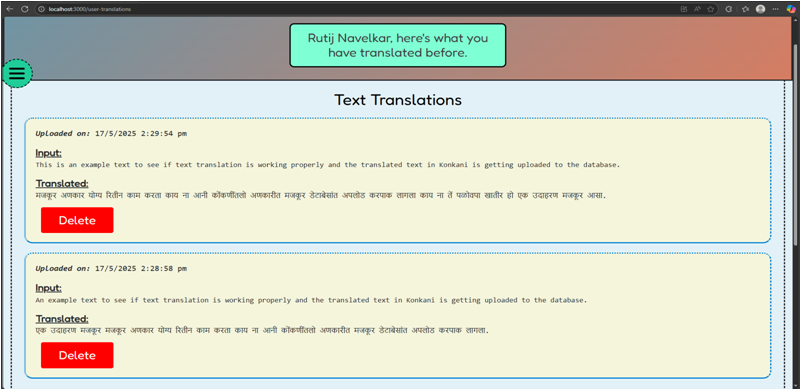 localhost:3000/user-translations
Rutij Navelkar, here's what you
have translated before.
Text Translations
Uploaded on: 17/5/2025 2:29:54 pm
Input:
This is an example text to see if text translation is working properly and the translated text in Konkani is getting uploaded to the database.
Translated:
मजकूर अणकार योग्य रितीन काम करता काय ना आनी कोंकणींतलो अणकारीत मजकूर डेटाबेसांत अपलोड करपाक लागला काय ना तें पळोवपा खातीर हो एक उदाहरण मजकूर आसा.
Delete
Uploaded on: 17/5/2025 2:28:58 pm
Input:
An example text to see if text translation is working properly and the translated text in Konkani is getting uploaded to the database.
Translated:
एक उदाहरण मजकूर मजकूर अणकार योग्य रितीन काम करता काय ना आनी कोंकणींतलो अणकारीत मजकूर डेटाबेसांत अपलोड करपाक लागला.
Delete